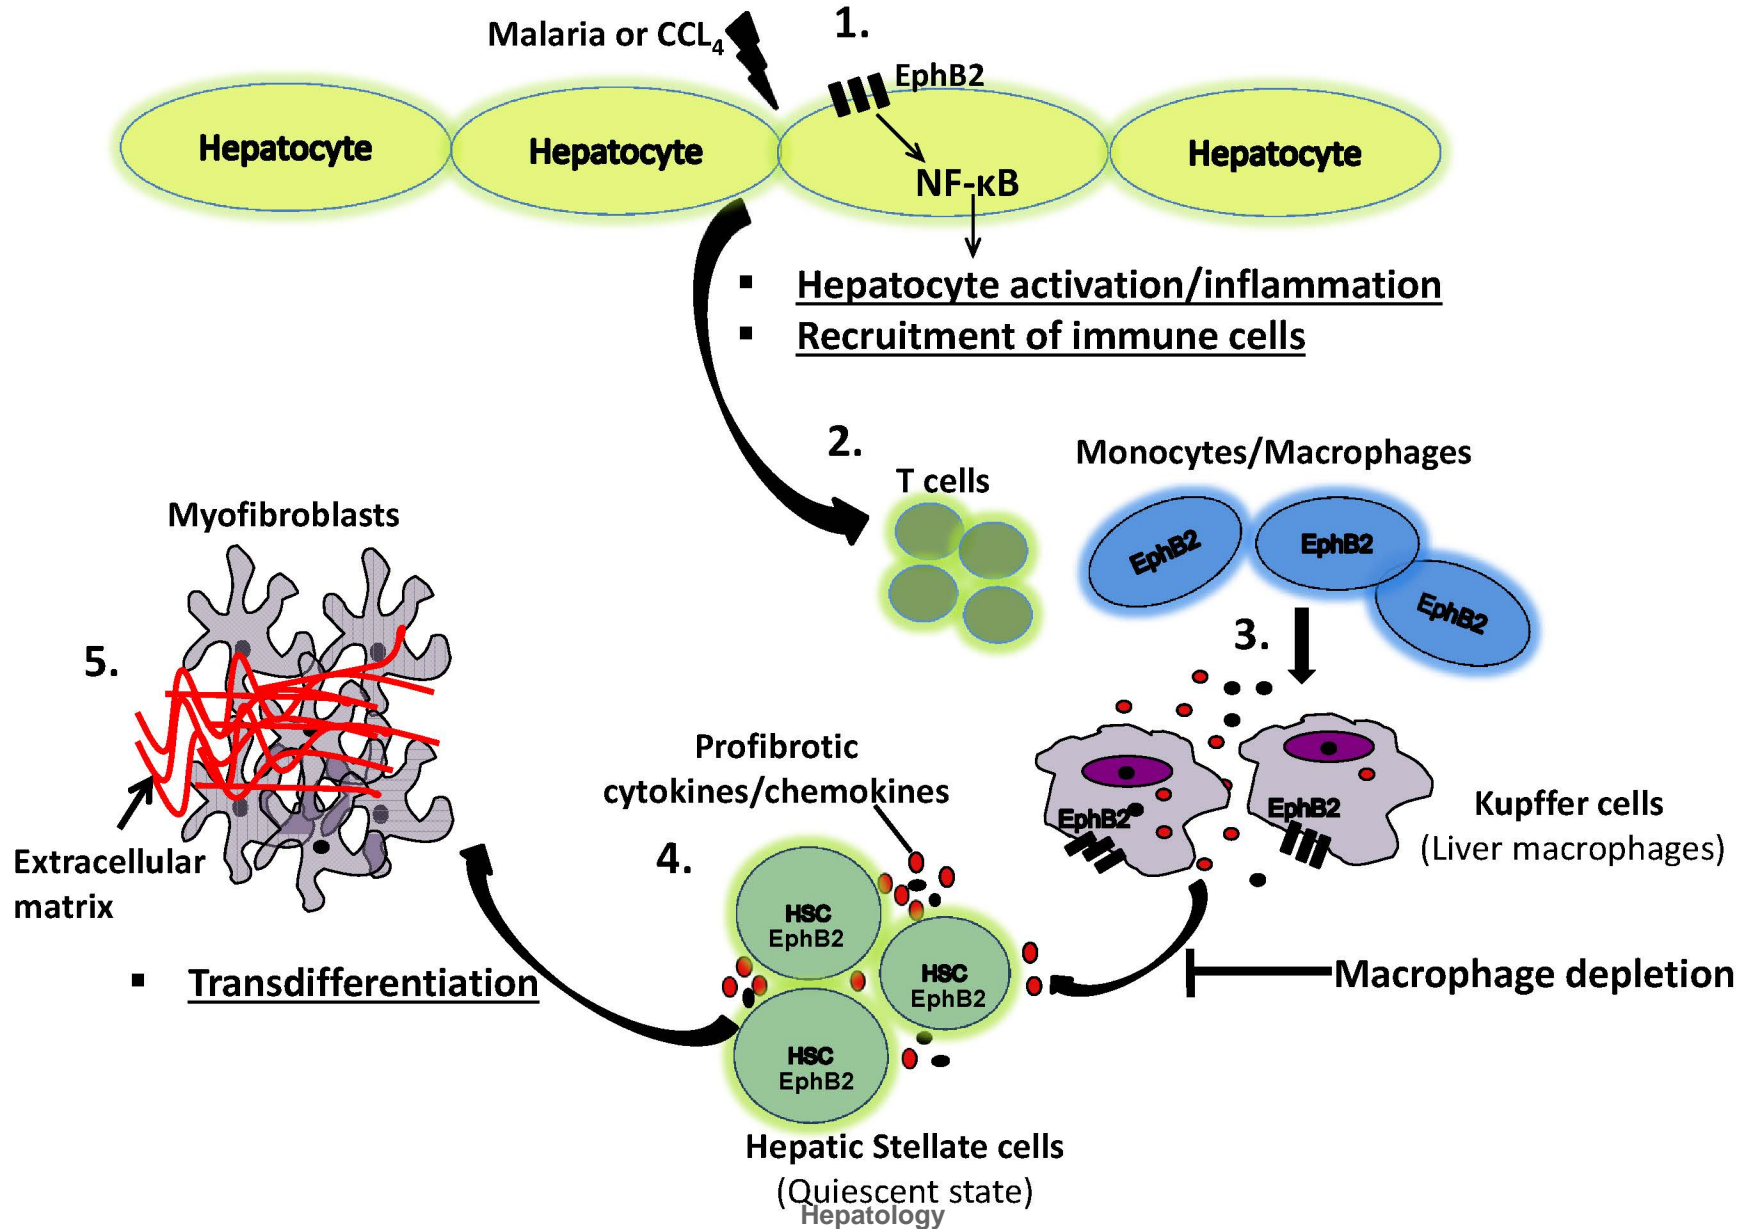 Malaria or CCL4
1.
EphB2
Hepatocyte
Hepatocyte
Hepatocyte
NF-κB
▪ Hepatocyte activation/inflammation
▪ Recruitment of immune cells
2.
T cells
Monocytes/Macrophages
EphB2
EphB2
EphB2
3.
EphB2
EphB2
Kupffer cells
(Liver macrophages)
Macrophage depletion
Profibrotic
cytokines/chemokines
4.
HSC
EphB2
HSC
EphB2
HSC
EphB2
Hepatic Stellate cells
(Quiescent state)
Myofibroblasts
5.
Extracellular
matrix
▪ Transdifferentiation
Hepatology